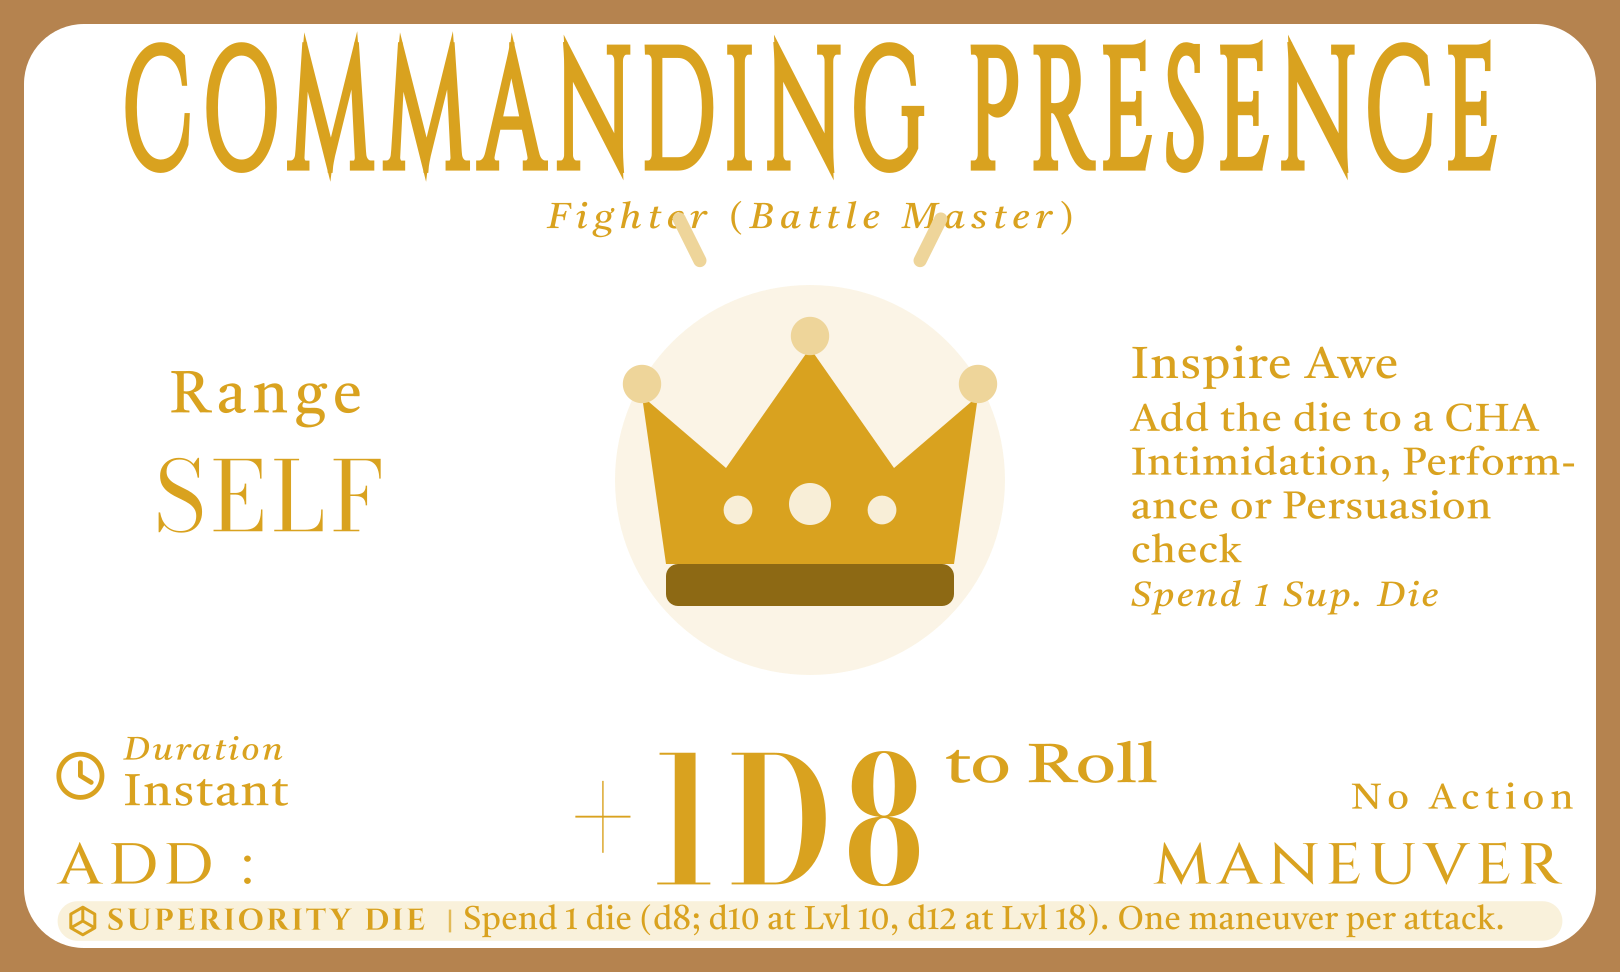 COMMANDING PRESENCE
Fighter (Battle Master)
Range
SELF
Inspire Awe
Add the die to a CHA
Intimidation, Perform-
ance or Persuasion
check
Spend 1 Sup. Die
Duration
Instant
ADD :
+ 1D8 to Roll
No Action
MANEUVER
SUPERIORITY DIE | Spend 1 die (d8; d10 at Lvl 10, d12 at Lvl 18). One maneuver per attack.